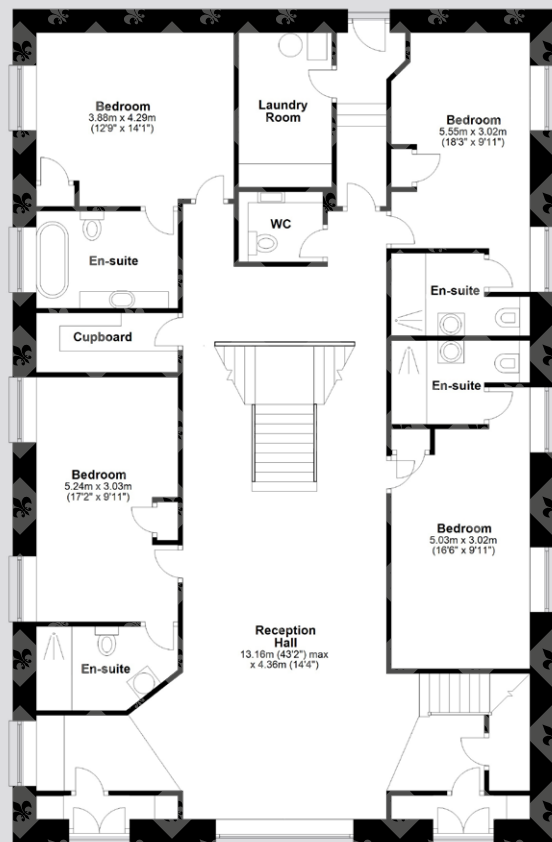 Bedroom
3.88m x 4.29m
(12'9" x 14'1")
Laundry
Room
Bedroom
5.55m x 3.02m
(18'3" x 9'11")
WC
En-suite
En-suite
Cupboard
En-suite
Bedroom
5.24m x 3.03m
(17'2" x 9'11")
Bedroom
5.03m x 3.02m
(16'6" x 9'11")
Reception
Hall
13.16m (43'2") max
x 4.36m (14'4")
En-suite